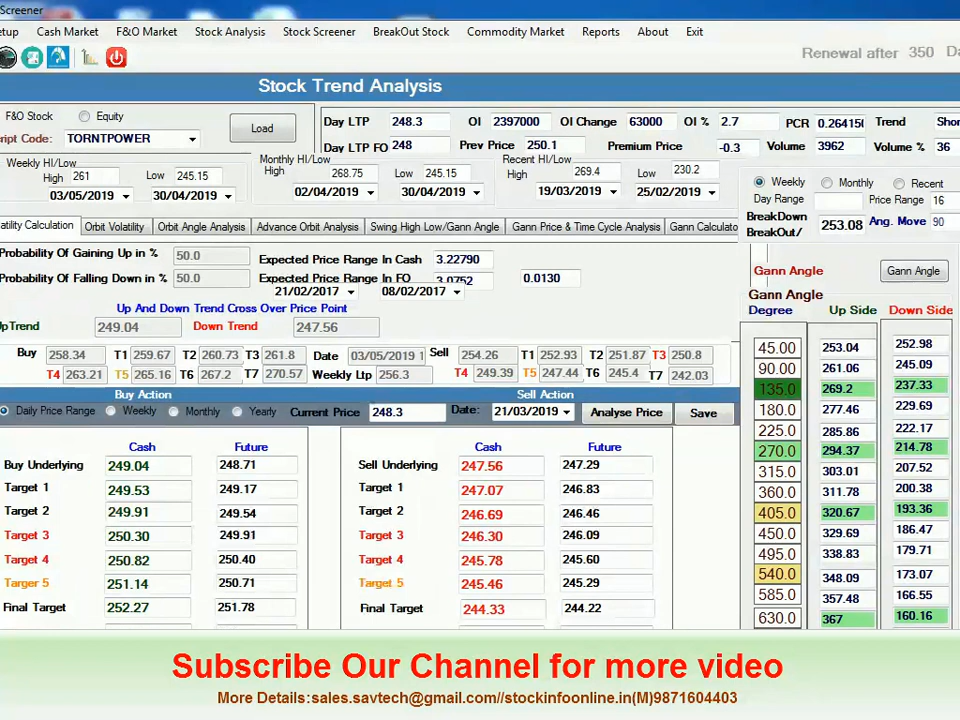 Screener
etup Cash Market F&O Market Stock Analysis Stock Screener BreakOut Stock Commodity Market Reports About Exit
Renewal after 350 Da
Stock Trend Analysis
F&O Stock Equity
ript Code: TORNTPOWER Load
Day LTP 248.3 OI 2397000 OI Change 63000 OI % 2.7 PCR 0.264150 Trend Shor
Day LTP FO 248 Prev Price 250.1 Premium Price -0.3 Volume 3962 Volume % 36
Weekly HI/Low Monthly HI/Low Recent HI/Low
High 261 Low 245.15 High 268.75 Low 245.15 High 269.4 Low 230.2
03/05/2019 30/04/2019 02/04/2019 30/04/2019 19/03/2019 25/02/2019
Weekly Monthly Recent
Day Range Price Range 16
BreakDown
BreakOut/ 253.08 Ang. Move 90
atility Calculation Orbit Volatility Orbit Angle Analysis Advance Orbit Analysis Swing High Low/Gann Angle Gann Price & Time Cycle Analysis Gann Calculato
Probability Of Gaining Up in % 50.0 Expected Price Range In Cash 3.22790
Probability Of Falling Down in % 50.0 Expected Price Range In FO 3.0752 0.0130
21/02/2017 08/02/2017
Up And Down Trend Cross Over Price Point
UpTrend 249.04 Down Trend 247.56
Buy 258.34 T1 259.67 T2 260.73 T3 261.8 Date 03/05/2019 1 Sell 254.26 T1 252.93 T2 251.87 T3 250.8
T4 263.21 T5 265.16 T6 267.2 T7 270.57 Weekly Ltp 256.3 T4 249.39 T5 247.44 T6 245.4 T7 242.03
Buy Action Sell Action
Daily Price Range Weekly Monthly Yearly Current Price 248.3 Date: 21/03/2019 Analyse Price Save
Cash Future Cash Future
Buy Underlying 249.04 248.71 Sell Underlying 247.56 247.29
Target 1 249.53 249.17 Target 1 247.07 246.83
Target 2 249.91 249.54 Target 2 246.69 246.46
Target 3 250.30 249.91 Target 3 246.30 246.09
Target 4 250.82 250.40 Target 4 245.78 245.60
Targer 5 251.14 250.71 Target 5 245.46 245.29
Final Target 252.27 251.78 Final Target 244.33 244.22
Gann Angle Gann Angle
Gann Angle
Degree Up Side Down Side
45.00 253.04 252.98
90.00 261.06 245.09
135.0 269.2 237.33
180.0 277.46 229.69
225.0 285.86 222.17
270.0 294.37 214.78
315.0 303.01 207.52
360.0 311.78 200.38
405.0 320.67 193.36
450.0 329.69 186.47
495.0 338.83 179.71
540.0 348.09 173.07
585.0 357.48 166.55
630.0 367 160.16
Subscribe Our Channel for more video
More Details:sales.savtech@gmail.com//stockinfoonline.in(M)9871604403